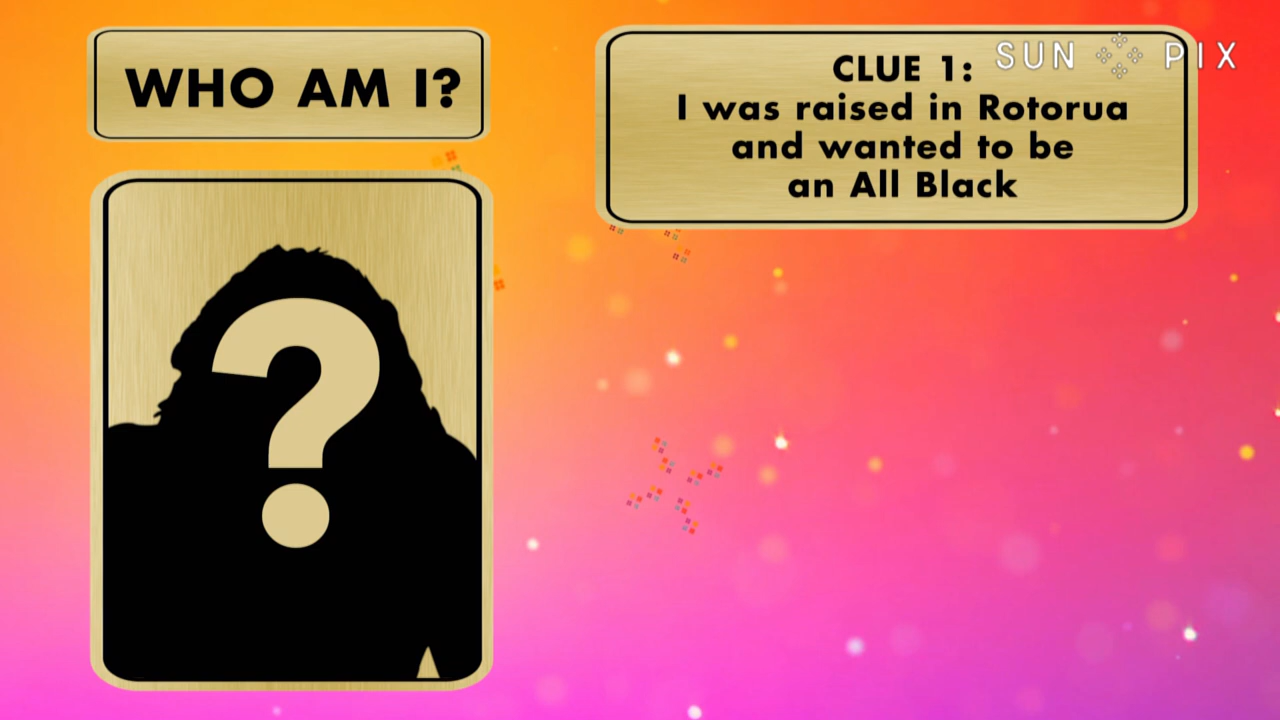 WHO AM I?
CLUE 1:
I was raised in Rotorua
and wanted to be
an All Black
SUN PIX
?